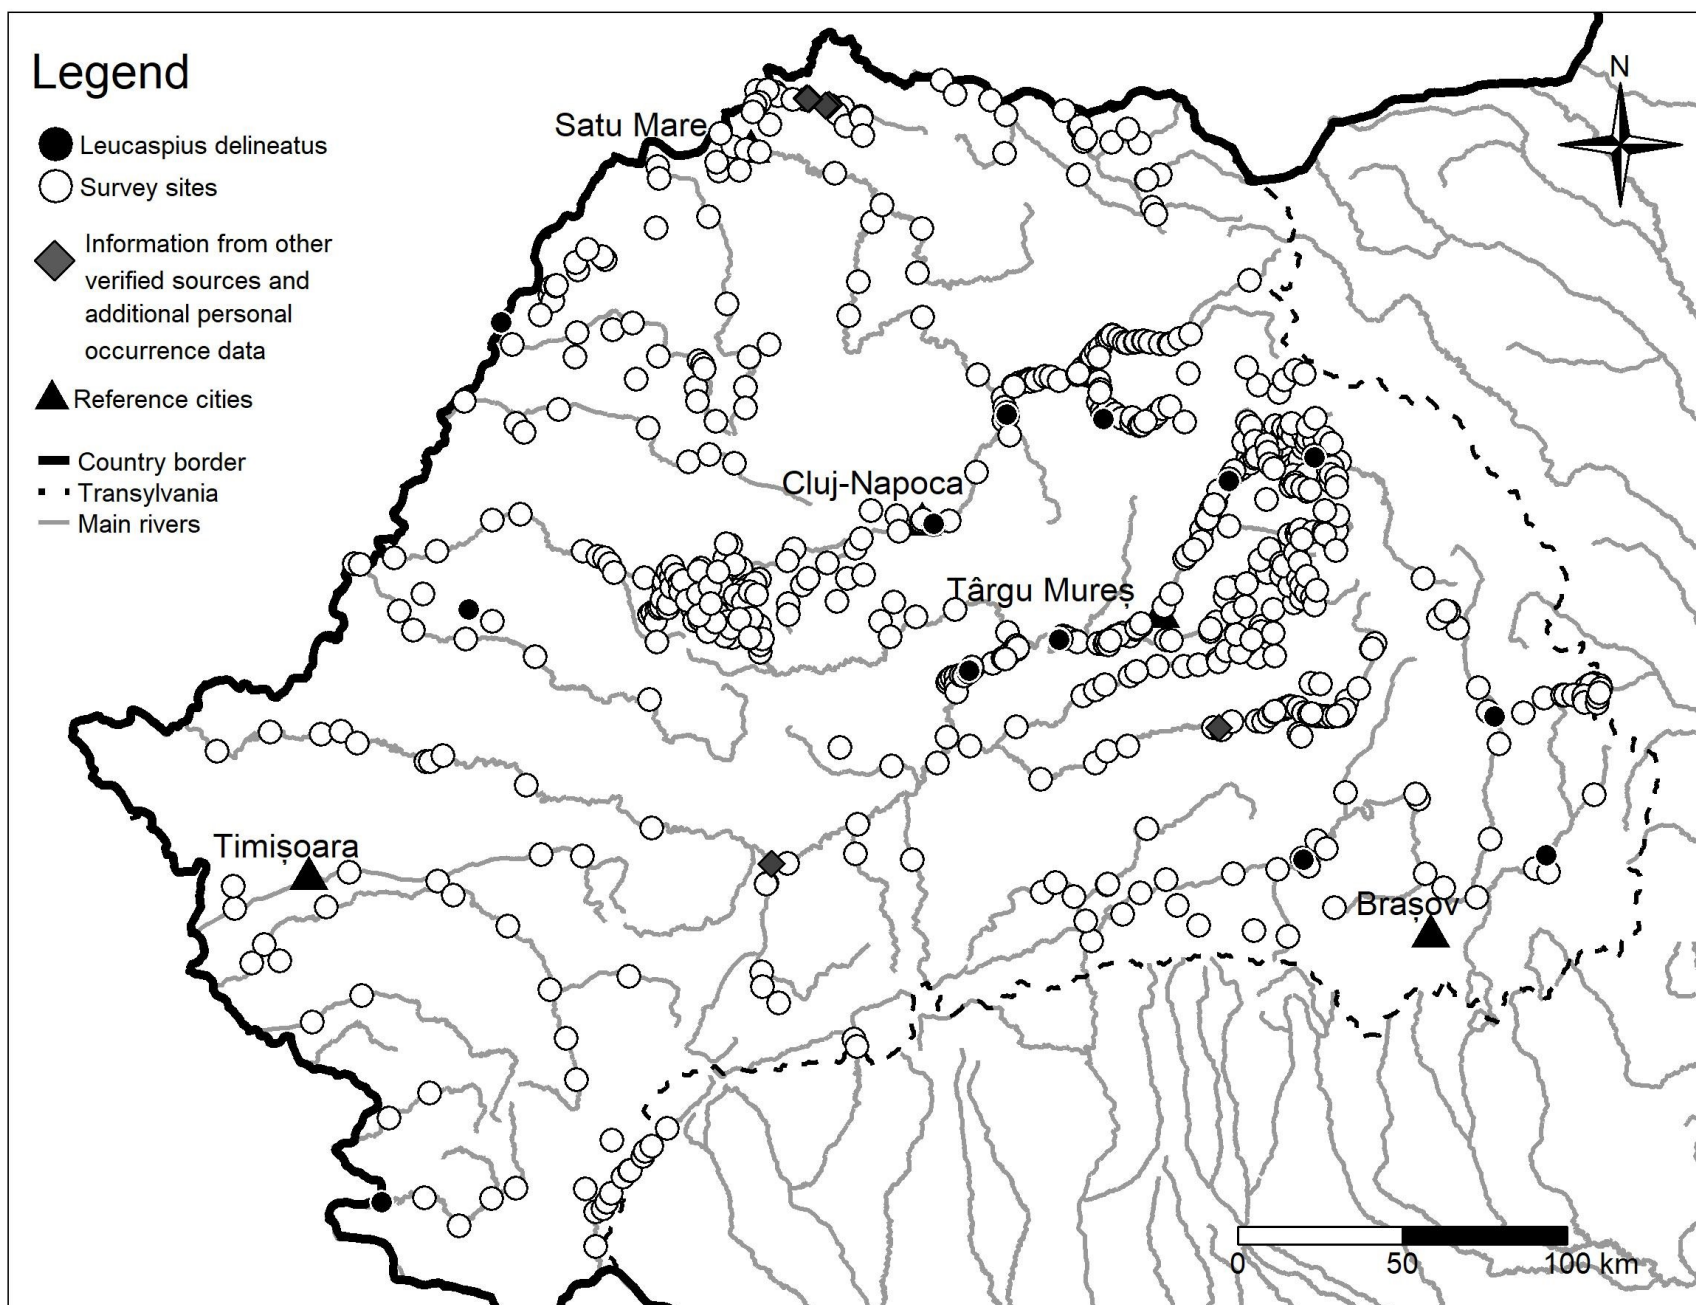 Legend
Leucaspius delineatus
Survey sites
Information from other
verified sources and
additional personal
occurrence data
Reference cities
Country border
Transylvania
Main rivers
N
Satu Mare
Cluj-Napoca
Târgu Mureș
Timișoara
Brașov
0 50 100 km